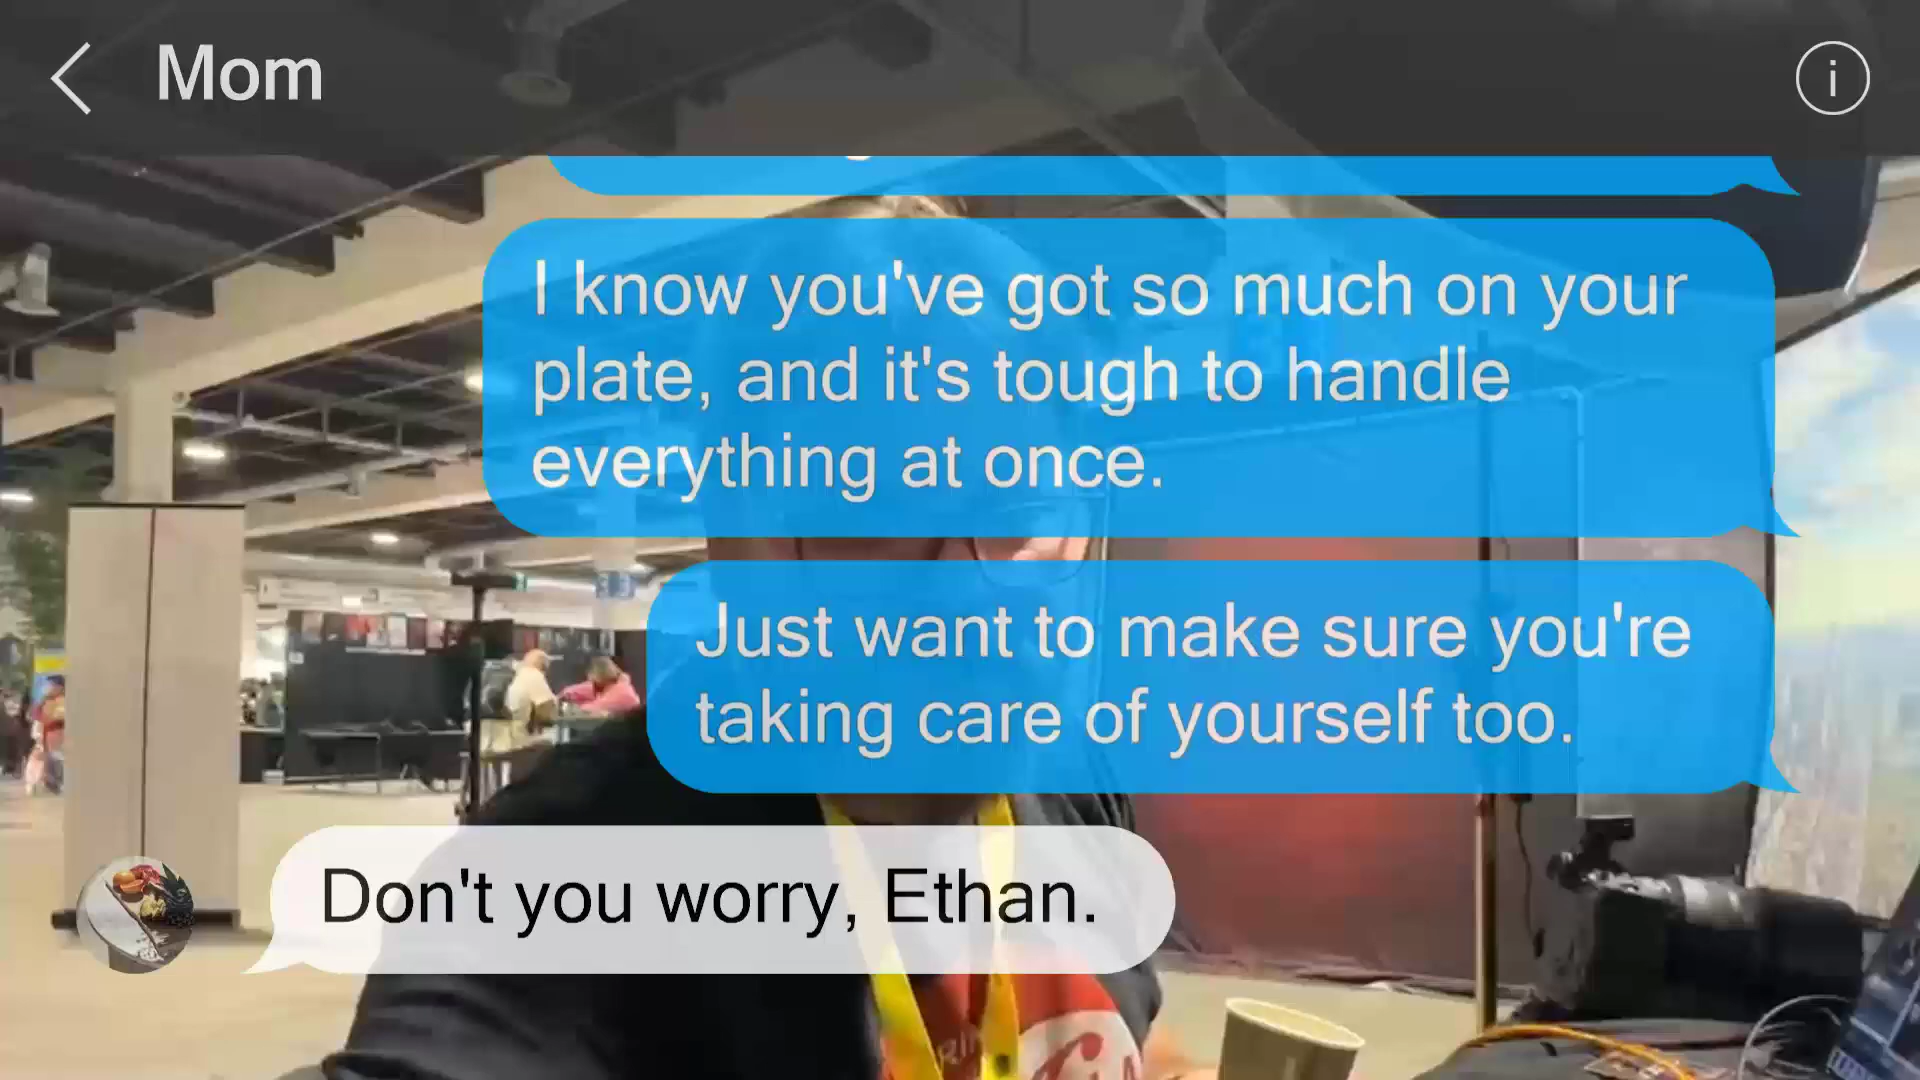 Mom
I know you've got so much on your
plate, and it's tough to handle
everything at once.
Just want to make sure you're
taking care of yourself too.
Don't you worry, Ethan.